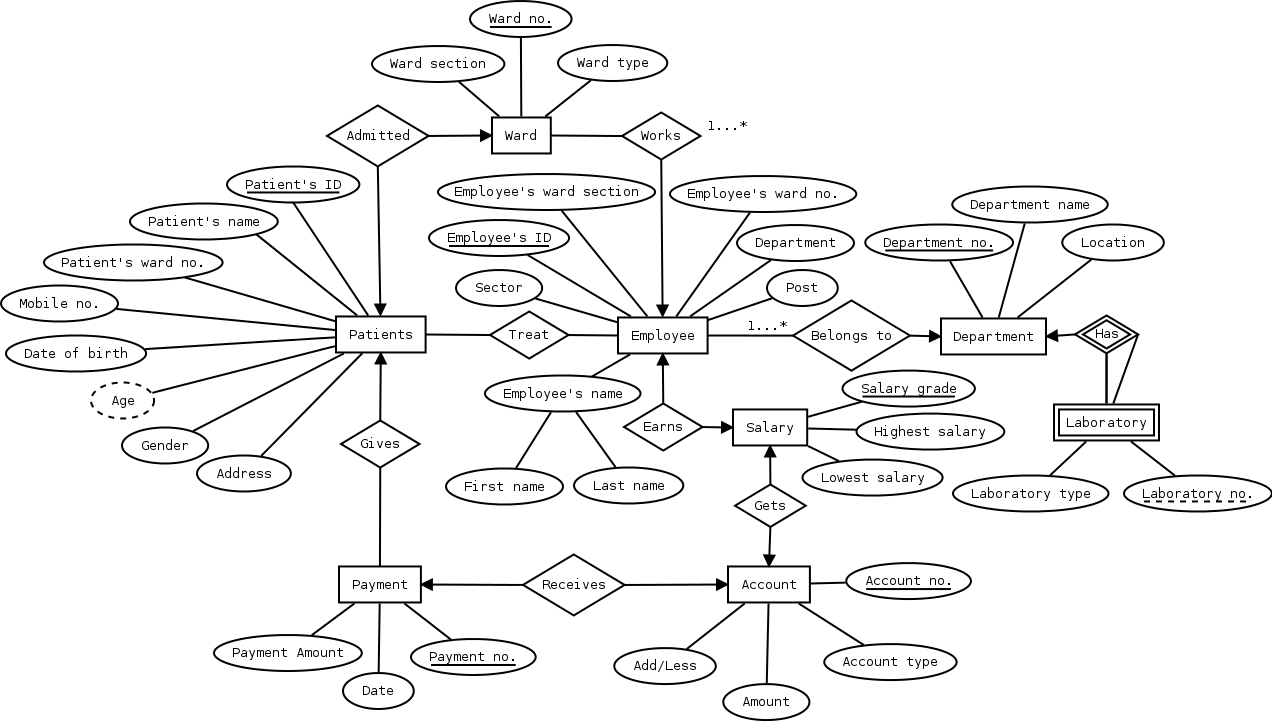 Ward no.
Ward section
Ward type
1...*
Admitted
Ward
Works
Patient's ID
Employee's ward section
Employee's ward no.
Department name
Patient's name
Employee's ID
Department
Department no.
Location
Patient's ward no.
Sector
Post
Mobile no.
1...*
Patients
Treat
Employee
Belongs to
Department
Has
Date of birth
Employee's name
Salary grade
Age
Earns
Salary
Highest salary
Laboratory
Gender
Gives
Address
First name
Last name
Lowest salary
Laboratory type
Laboratory no.
Gets
Payment
Receives
Account
Account no.
Payment Amount
Payment no.
Add/Less
Account type
Date
Amount